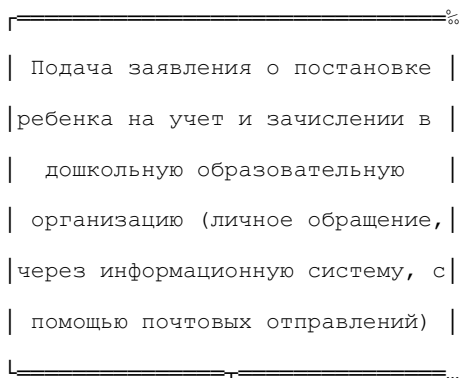 Подача заявления о постановке
ребенка на учет и зачислении в
дошкольную образовательную
организацию (личное обращение,
через информационную систему, с
помощью почтовых отправлений)